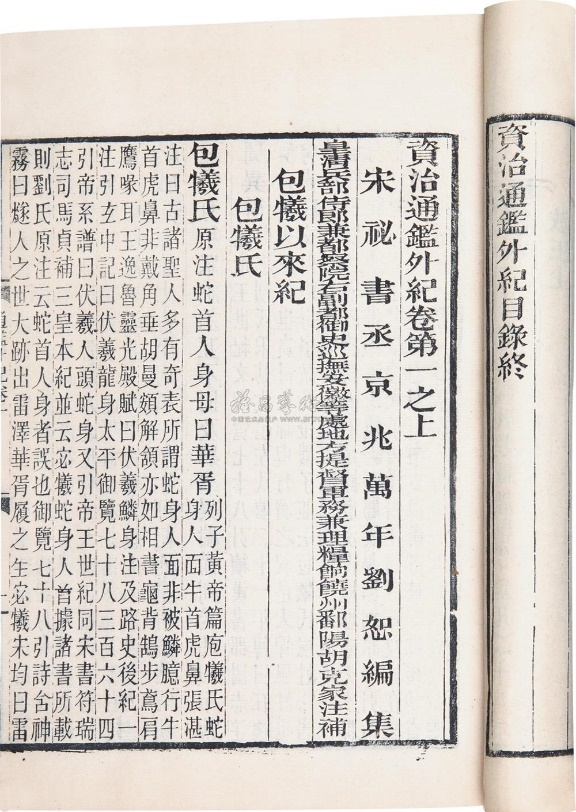 資治通鑑外紀目錄終
資治通鑑外紀卷第一之上
宋祕書丞京兆萬年劉恕編集
皇清兵部侍郎兼都察院右副都御史巡撫安徽等處地方提督軍務兼理糧餉饒州鄱陽胡克家注補
包犧以來紀
包犧氏
包犧氏原注蛇首人身母曰華胥列子黃帝篇庖犧氏蛇
身人面牛首虎鼻張湛
注曰古諸聖人多有奇表所謂蛇身人面非被鱗臆行牛
首虎鼻非戴角垂胡曼頞解頷亦如相書龜背鵠步鳶肩
鷹喙耳王逸魯靈光殿賦曰伏羲鱗身注及路史後紀一
注引玄中記曰伏羲龍身太平御覽七十八三百六十四
引帝系譜曰伏羲人頭蛇身又引帝王世紀同宋書符瑞
志司馬貞補三皇本紀並云宓犧蛇身人首據諸書所載
則劉氏原注云蛇首人身者誤也御覽七十八引詩含神
霧曰燧人之世大跡出雷澤華胥履之生宓犧宋均曰雷